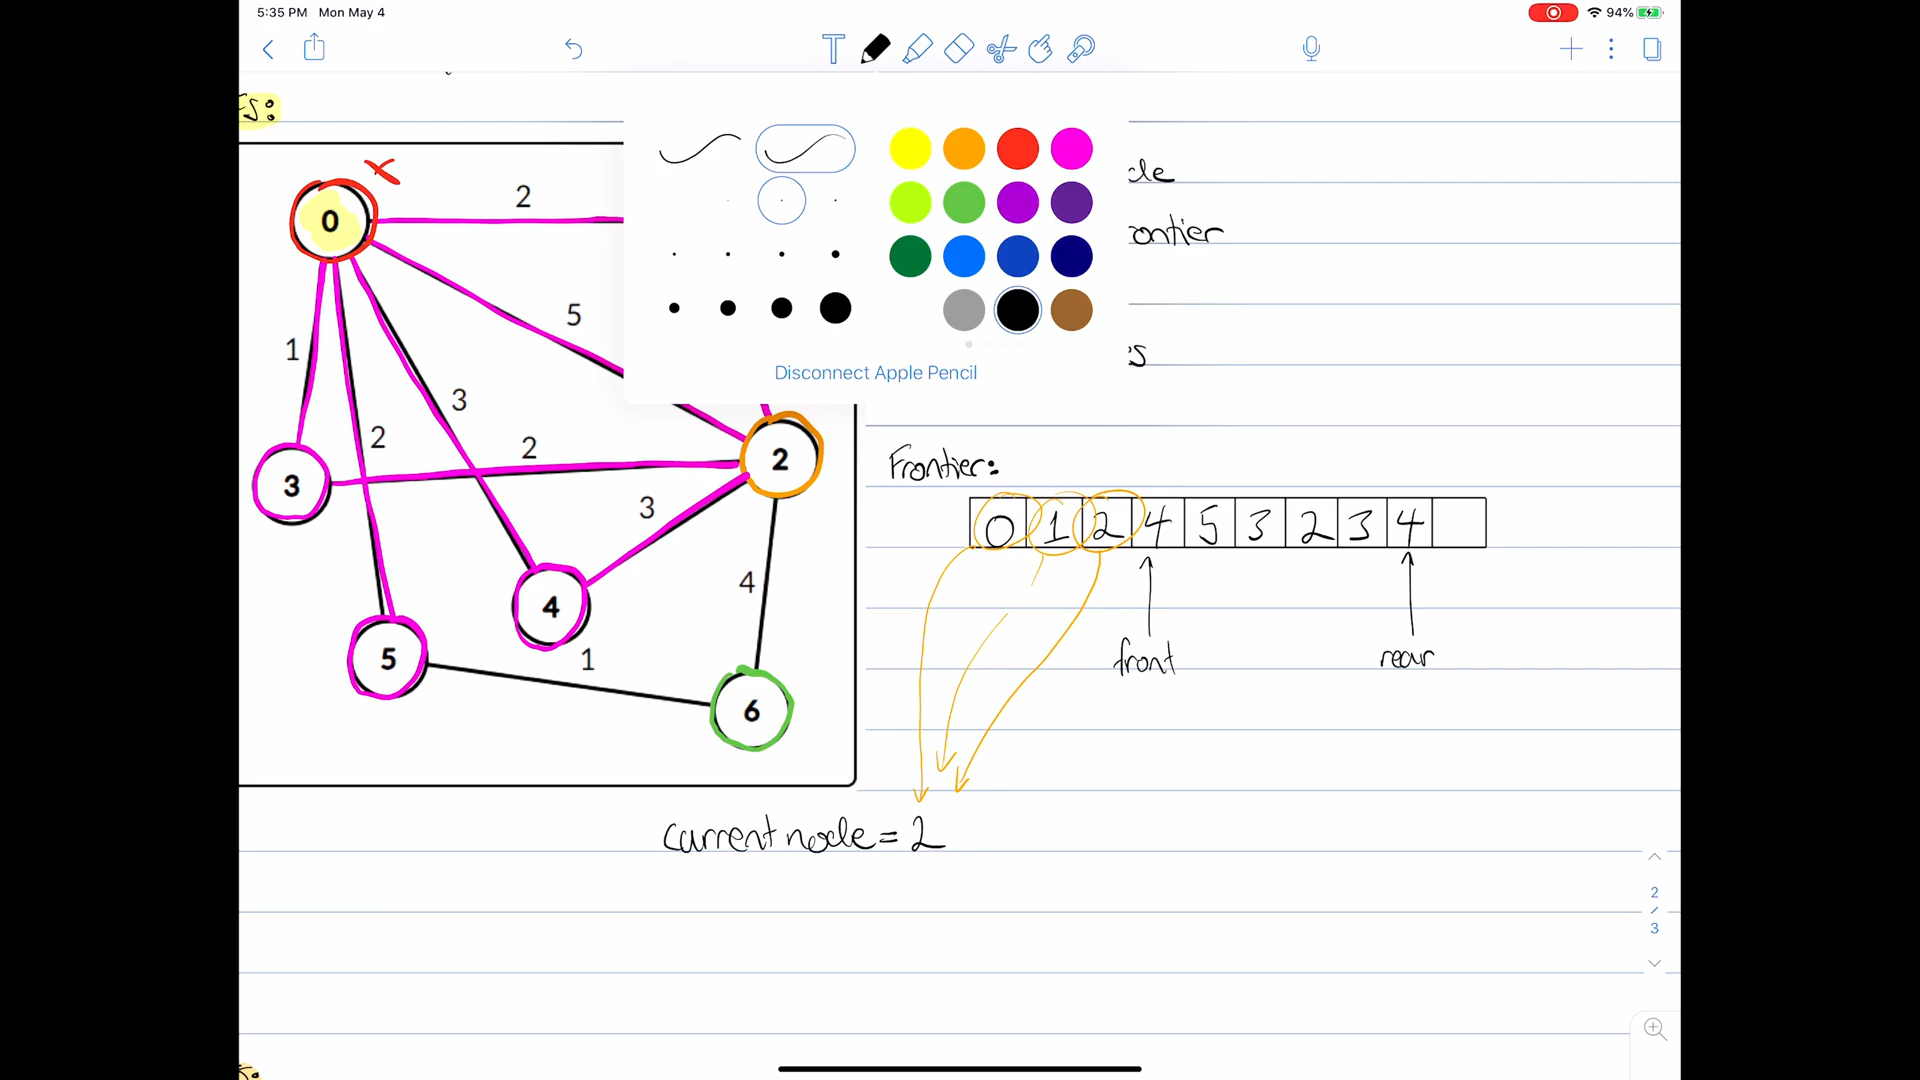 5:35 PM Mon May 4
94%
T
0
2
5
1
3
2
2
3
2
3
4
4
5
1
6
Disconnect Apple Pencil
Frontier:
0 1 2 4 5 3 2 3 4
front
rear
current node = 2
2
/
3